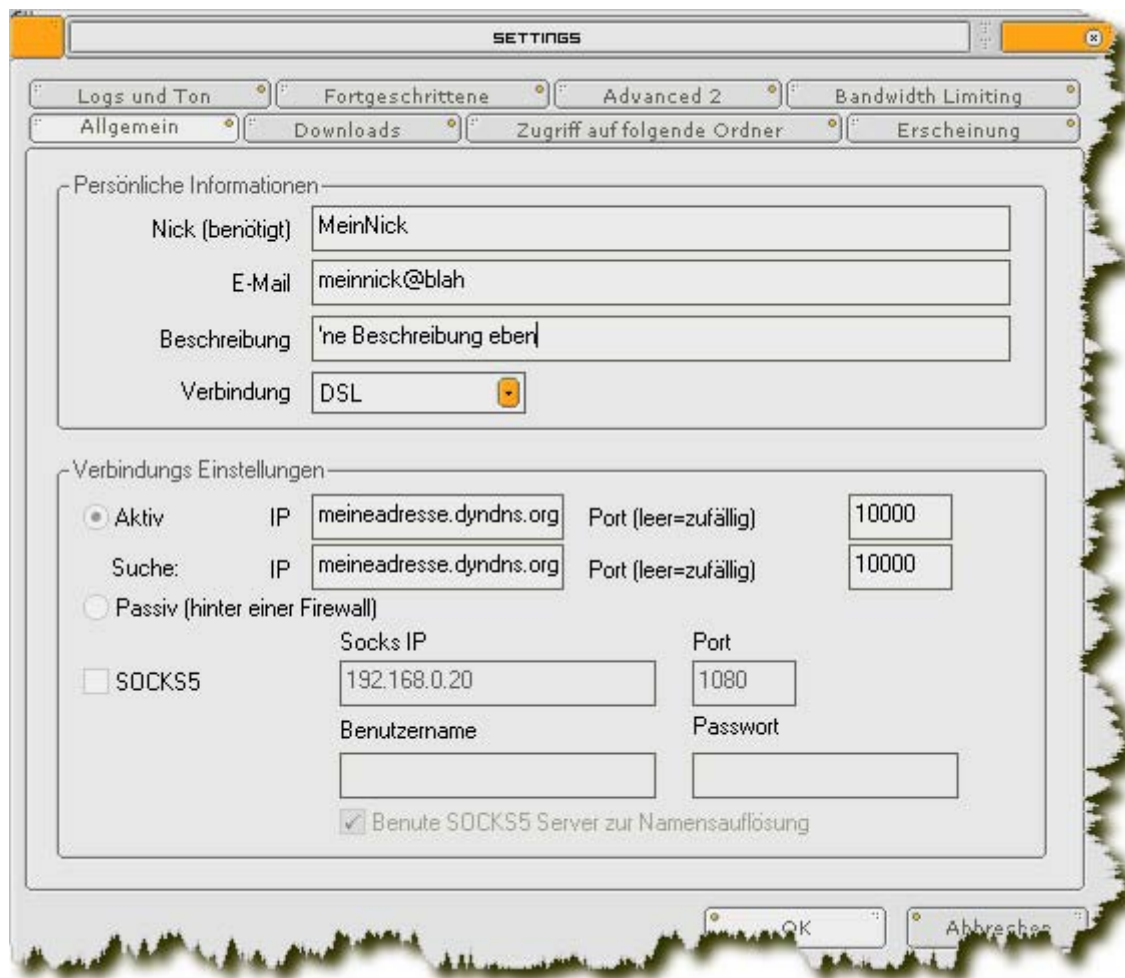 SETTINGS
Logs und Ton Fortgeschrittene Advanced 2 Bandwidth Limiting
Allgemein Downloads Zugriff auf folgende Ordner Erscheinung
Persönliche Informationen
Nick (benötigt) MeinNick
E-Mail meinnick@blah
Beschreibung 'ne Beschreibung eben
Verbindung DSL
Verbindungs Einstellungen
Aktiv IP meineadresse.dyndns.org Port (leer=zufällig) 10000
Suche: IP meineadresse.dyndns.org Port (leer=zufällig) 10000
Passiv (hinter einer Firewall)
Socks IP Port
SOCKS5 192.168.0.20 1080
Benutzername Passwort
Benute SOCKS5 Server zur Namensauflösung
OK Abbrechen